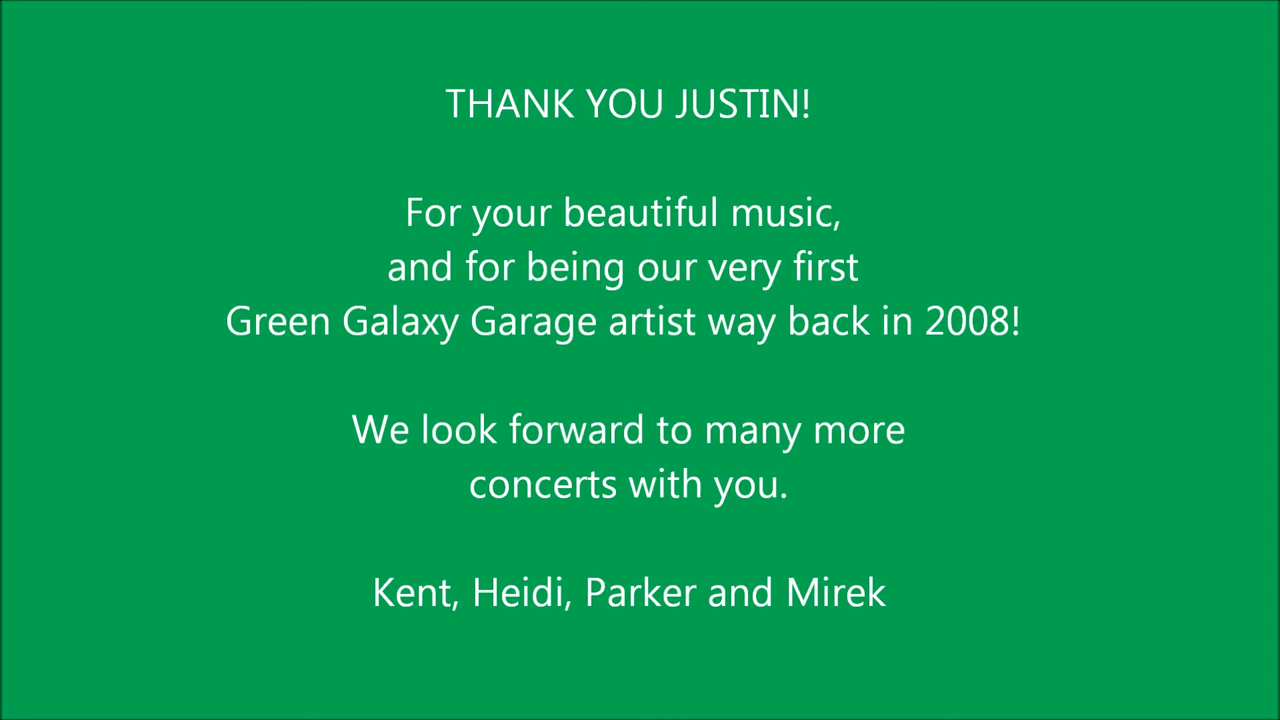 THANK YOU JUSTIN!
For your beautiful music,
and for being our very first
Green Galaxy Garage artist way back in 2008!
We look forward to many more
concerts with you.
Kent, Heidi, Parker and Mirek